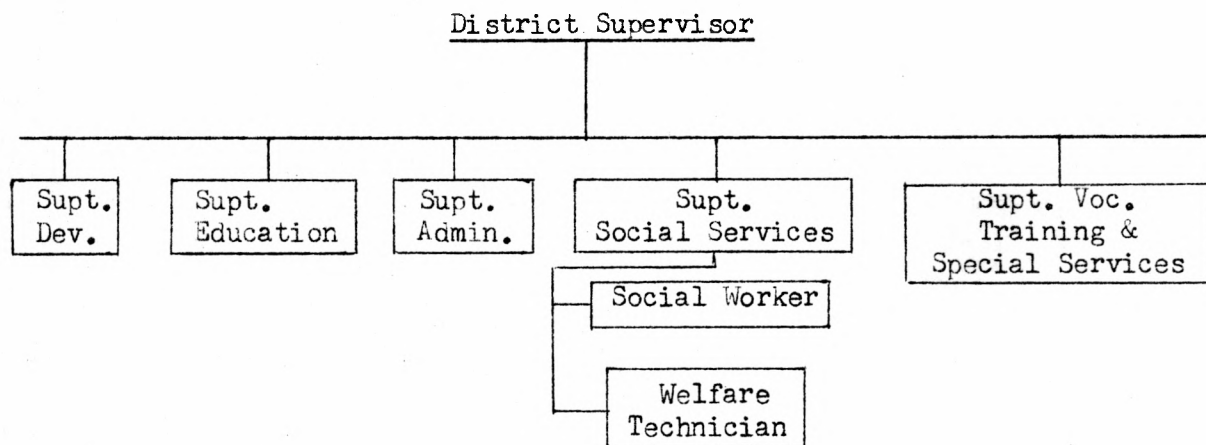 District Supervisor
Supt.
Dev.
Supt.
Education
Supt.
Admin.
Supt.
Social Services
Supt. Voc.
Training &
Special Services
Social Worker
Welfare
Technician